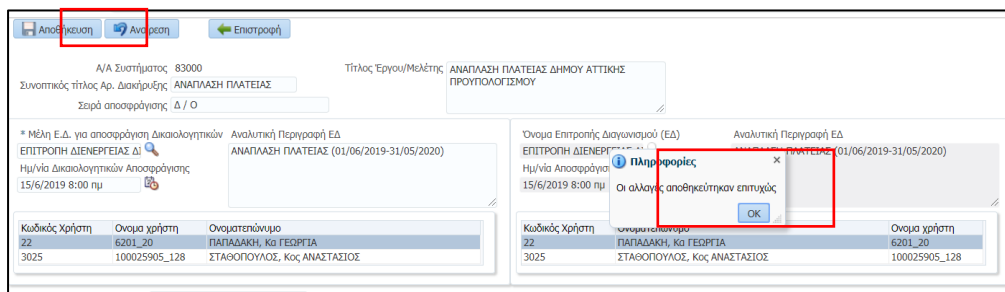 Αποθήκευση Αναίρεση Επιστροφή
Α/Α Συστήματος 83000 Τίτλος Έργου/Μελέτης ΑΝΑΠΛΑΣΗ ΠΛΑΤΕΙΑΣ ΔΗΜΟΥ ΑΤΤΙΚΗΣ
ΠΡΟΥΠΟΛΟΓΙΣΜΟΥ
Συνοπτικός τίτλος Αρ. Διακήρυξης ΑΝΑΠΛΑΣΗ ΠΛΑΤΕΙΑΣ
Σειρά αποσφράγισης Δ / Ο
* Μέλη Ε.Δ. για αποσφράγιση Δικαιολογητικών Αναλυτική Περιγραφή ΕΔ
ΕΠΙΤΡΟΠΗ ΔΙΕΝΕΡΓΕΙΑΣ ΔΙ ΑΝΑΠΛΑΣΗ ΠΛΑΤΕΙΑΣ (01/06/2019-31/05/2020)
Ημ/νία Δικαιολογητικών Αποσφράγισης
15/6/2019 8:00 πμ
Κωδικός Χρήστη Ονομα χρήστη Ονοματεπώνυμο
22 6201_20 ΠΑΠΑΔΑΚΗ, Κα ΓΕΩΡΓΙΑ
3025 100025905_128 ΣΤΑΘΟΠΟΥΛΟΣ, Κος ΑΝΑΣΤΑΣΙΟΣ
Όνομα Επιτροπής Διαγωνισμού (ΕΔ) Αναλυτική Περιγραφή ΕΔ
ΕΠΙΤΡΟΠΗ ΔΙΕΝΕΡΓΕΙΑΣ ΑΝΑΠΛΑΣΗ ΠΛΑΤΕΙΑΣ (01/06/2019-31/05/2020)
Ημ/νία Αποσφράγισ
15/6/2019 8:00 πμ
Πληροφορίες
Οι αλλαγές αποθηκεύτηκαν επιτυχώς
OK
Κωδικός Χρήστη Ονοματεπώνυμο Ονομα χρήστη
22 ΠΑΠΑΔΑΚΗ, Κα ΓΕΩΡΓΙΑ 6201_20
3025 ΣΤΑΘΟΠΟΥΛΟΣ, Κος ΑΝΑΣΤΑΣΙΟΣ 100025905_128